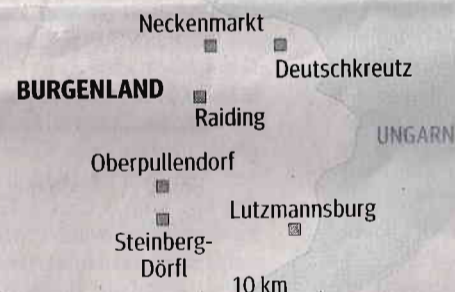 Neckenmarkt
Deutschkreutz
BURGENLAND
Raiding
UNGARN
Oberpullendorf
Lutzmannsburg
Steinberg-
Dörfl
10 km